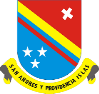 SAN ANDRES Y PROVIDENCIA ISLAS